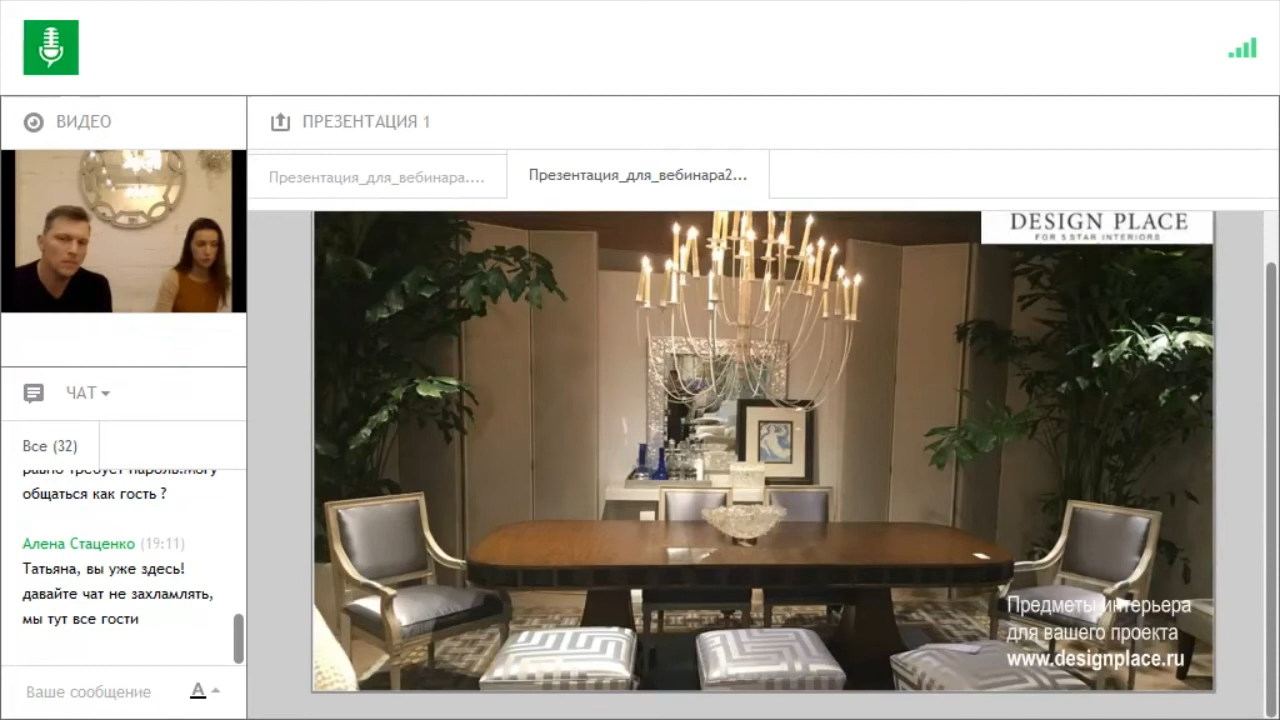 ВИДЕО
ПРЕЗЕНТАЦИЯ 1
Презентация_для_вебинара....
Презентация_для_вебинара2...
DESIGN PLACE
FOR 5 STAR INTERIORS
ЧАТ
Все (32)
равно требует пароль.Могу
общаться как гость ?
Алена Стаценко (19:11)
Татьяна, вы уже здесь!
давайте чат не захламлять,
мы тут все гости
Предметы интерьера
для вашего проекта
www.designplace.ru
Ваше сообщение
A